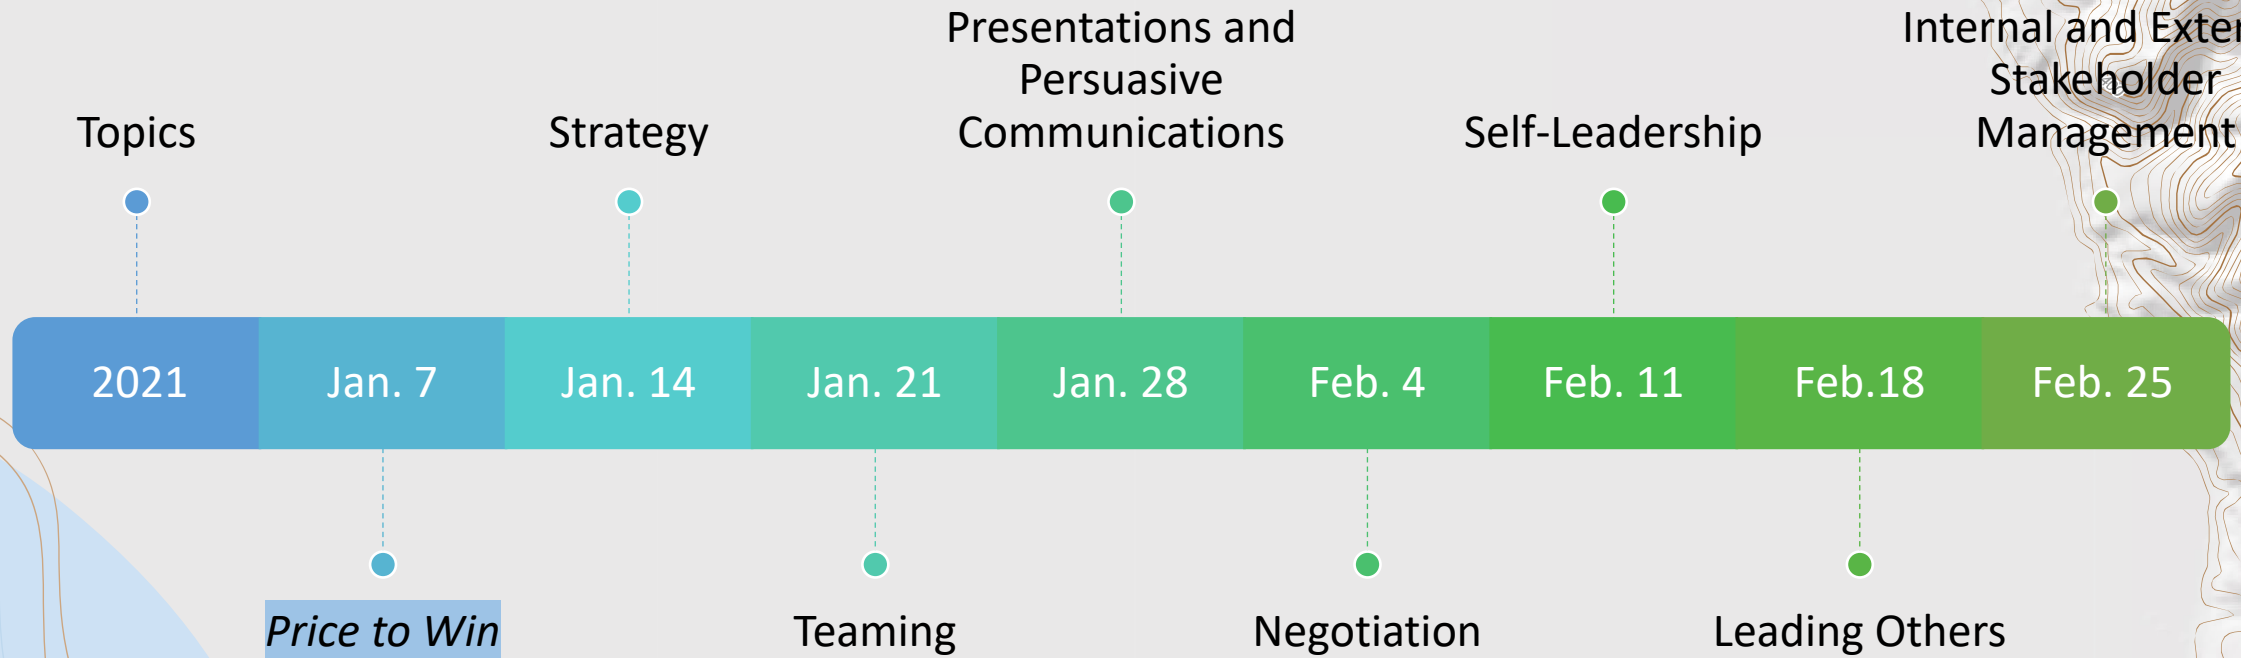 Presentations and
Persuasive
Communications
Internal and Exter
Stakeholder
Management
Topics
Strategy
Self-Leadership
2021
Jan. 7
Jan. 14
Jan. 21
Jan. 28
Feb. 4
Feb. 11
Feb.18
Feb. 25
Price to Win
Teaming
Negotiation
Leading Others